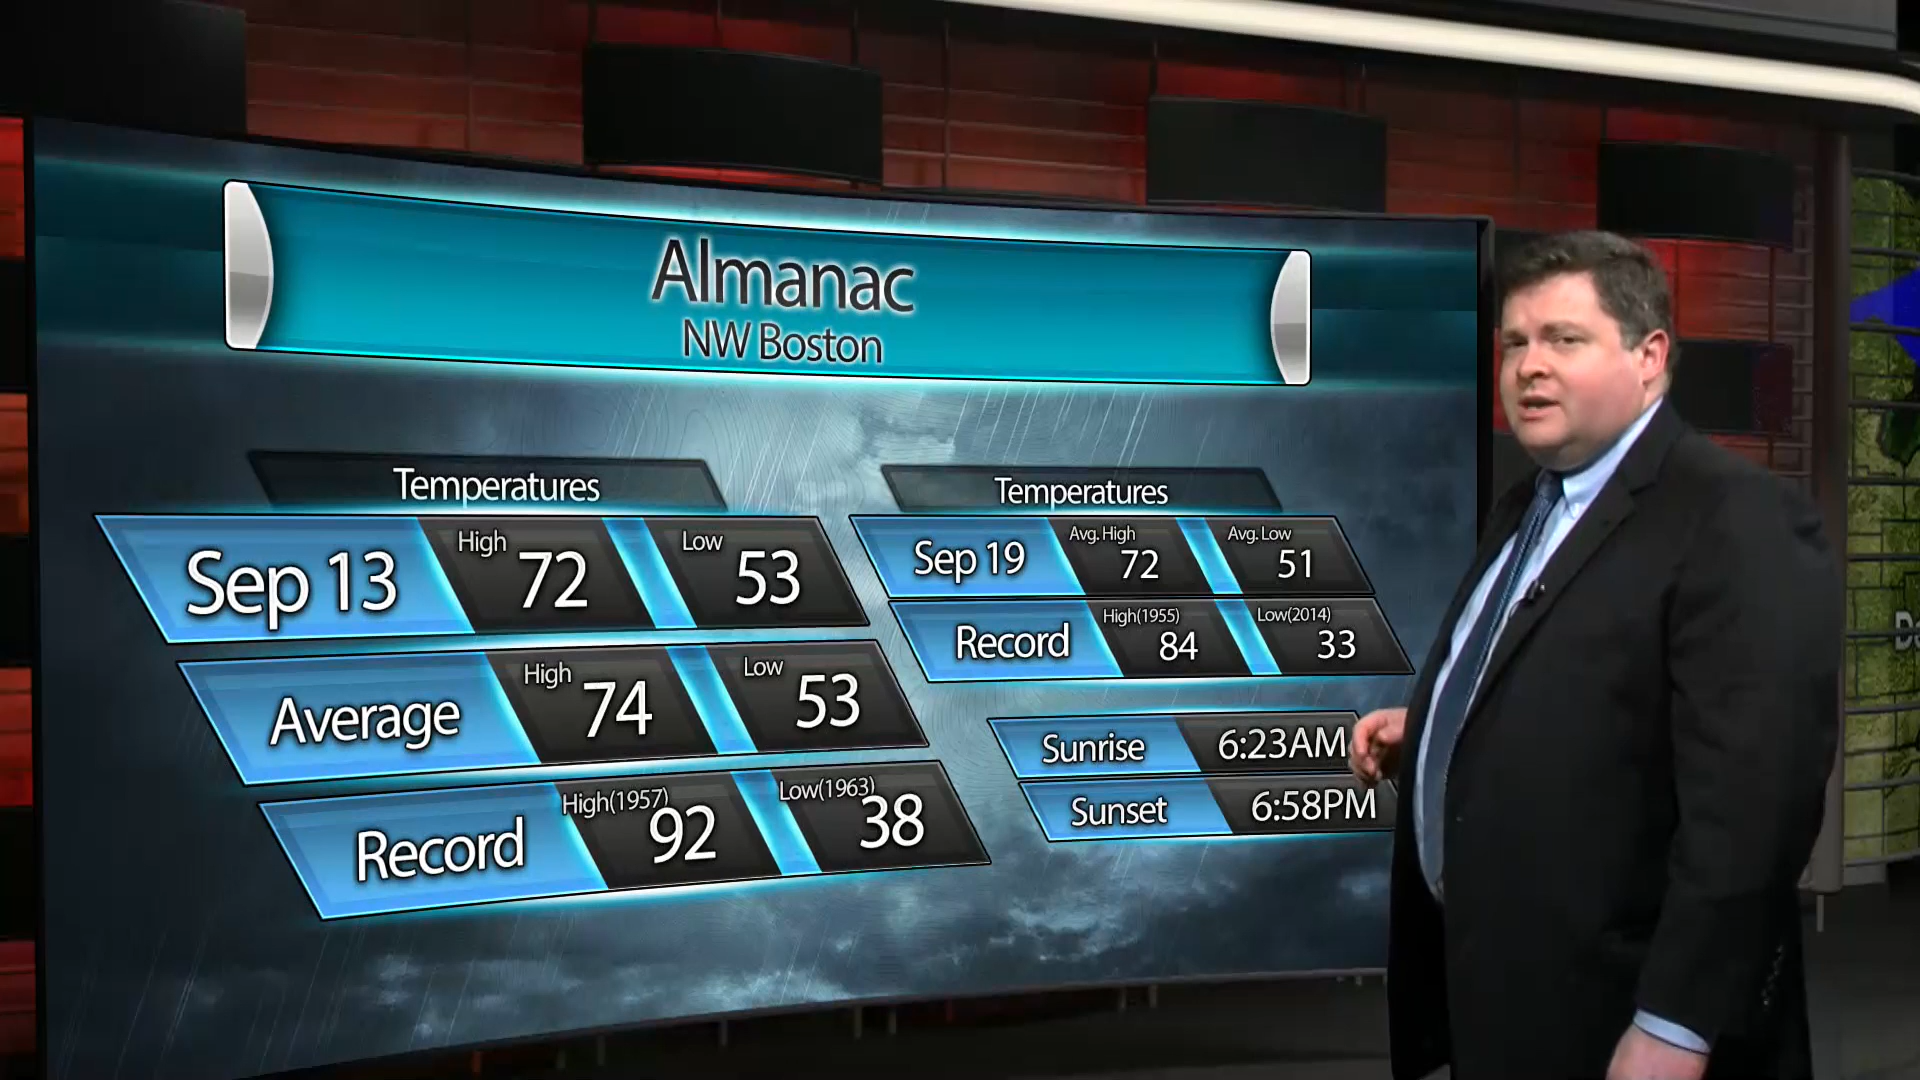 Almanac
NW Boston
Temperatures
Sep 13 High 72 Low 53
Average High 74 Low 53
Record High(1957) 92 Low(1963) 38
Temperatures
Sep 19 Avg. High 72 Avg. Low 51
Record High(1955) 84 Low(2014) 33
Sunrise 6:23AM
Sunset 6:58PM